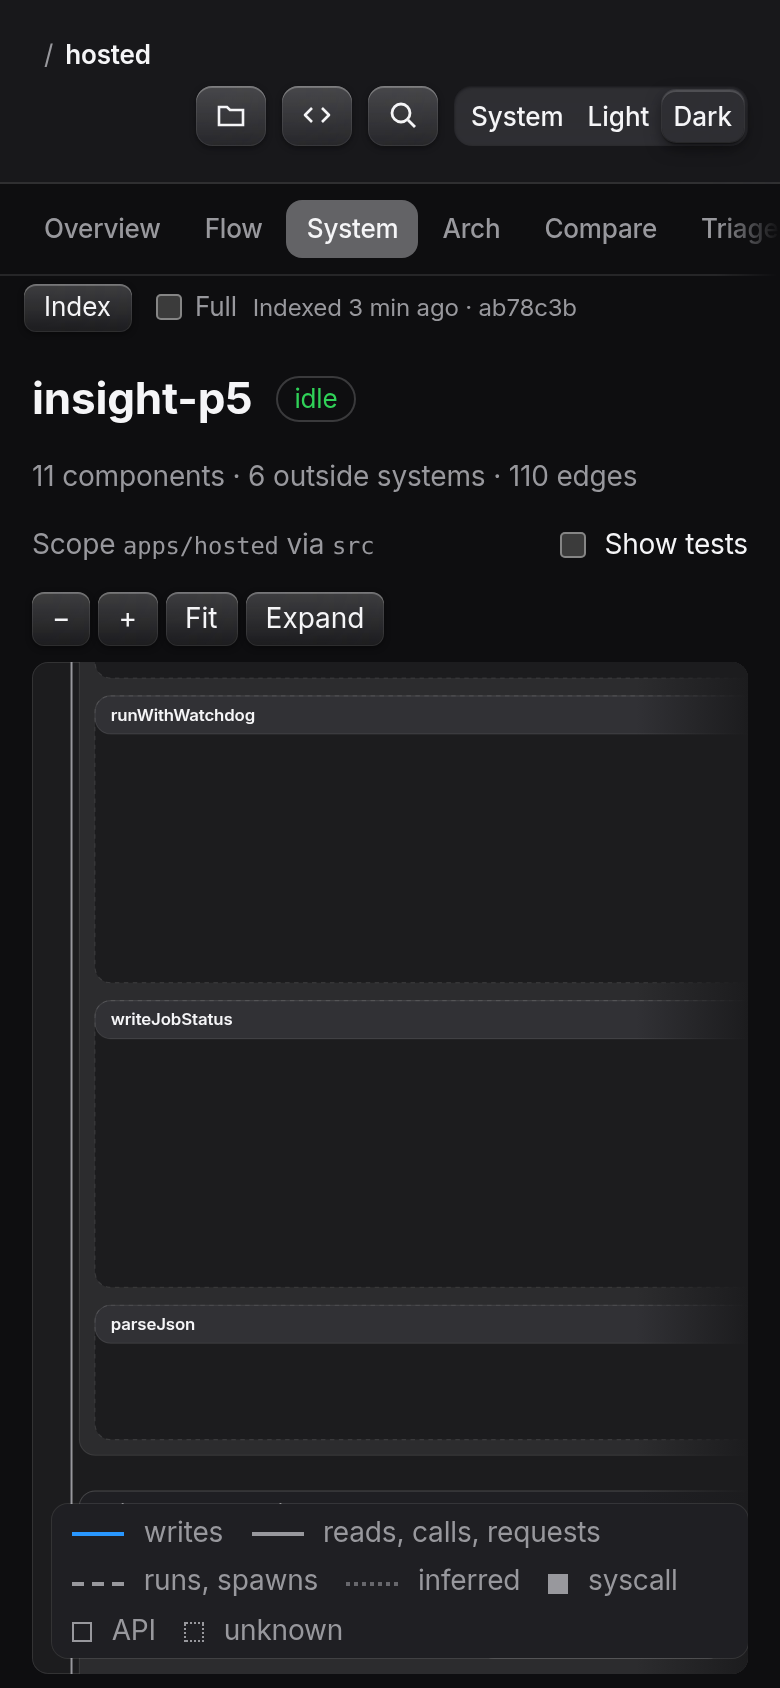 / hosted
System Light Dark
Overview Flow System Arch Compare Triage
Index Full Indexed 3 min ago · ab78c3b
insight-p5 idle
11 components · 6 outside systems · 110 edges
Scope apps/hosted via src Show tests
− + Fit Expand
runWithWatchdog
writeJobStatus
parseJson
writes reads, calls, requests
runs, spawns inferred syscall
API unknown